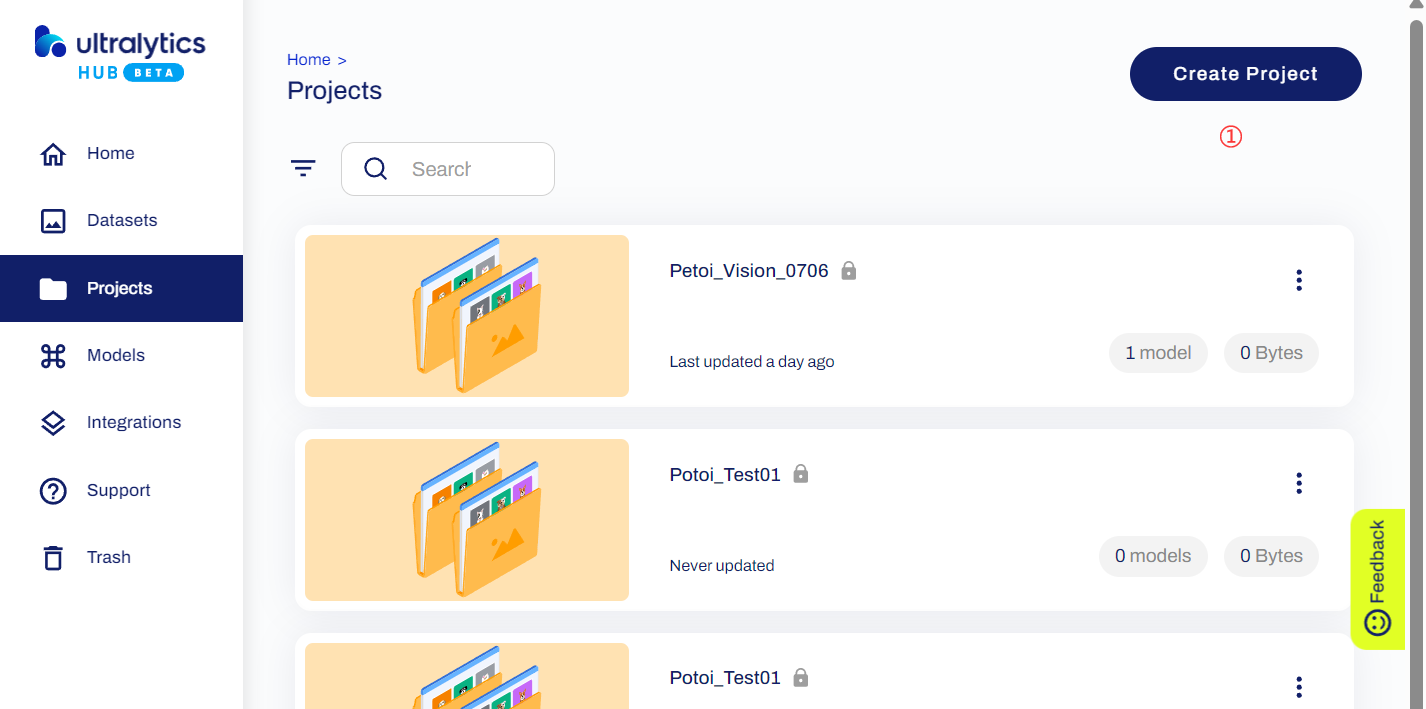 ultralytics
HUB BETA
Home
Datasets
Projects
Models
Integrations
Support
Trash
Home >
Projects
Create Project
①
Search
Petoi_Vision_0706
Last updated a day ago
1 model
0 Bytes
Potoi_Test01
Never updated
0 models
0 Bytes
Potoi_Test01
Feedback